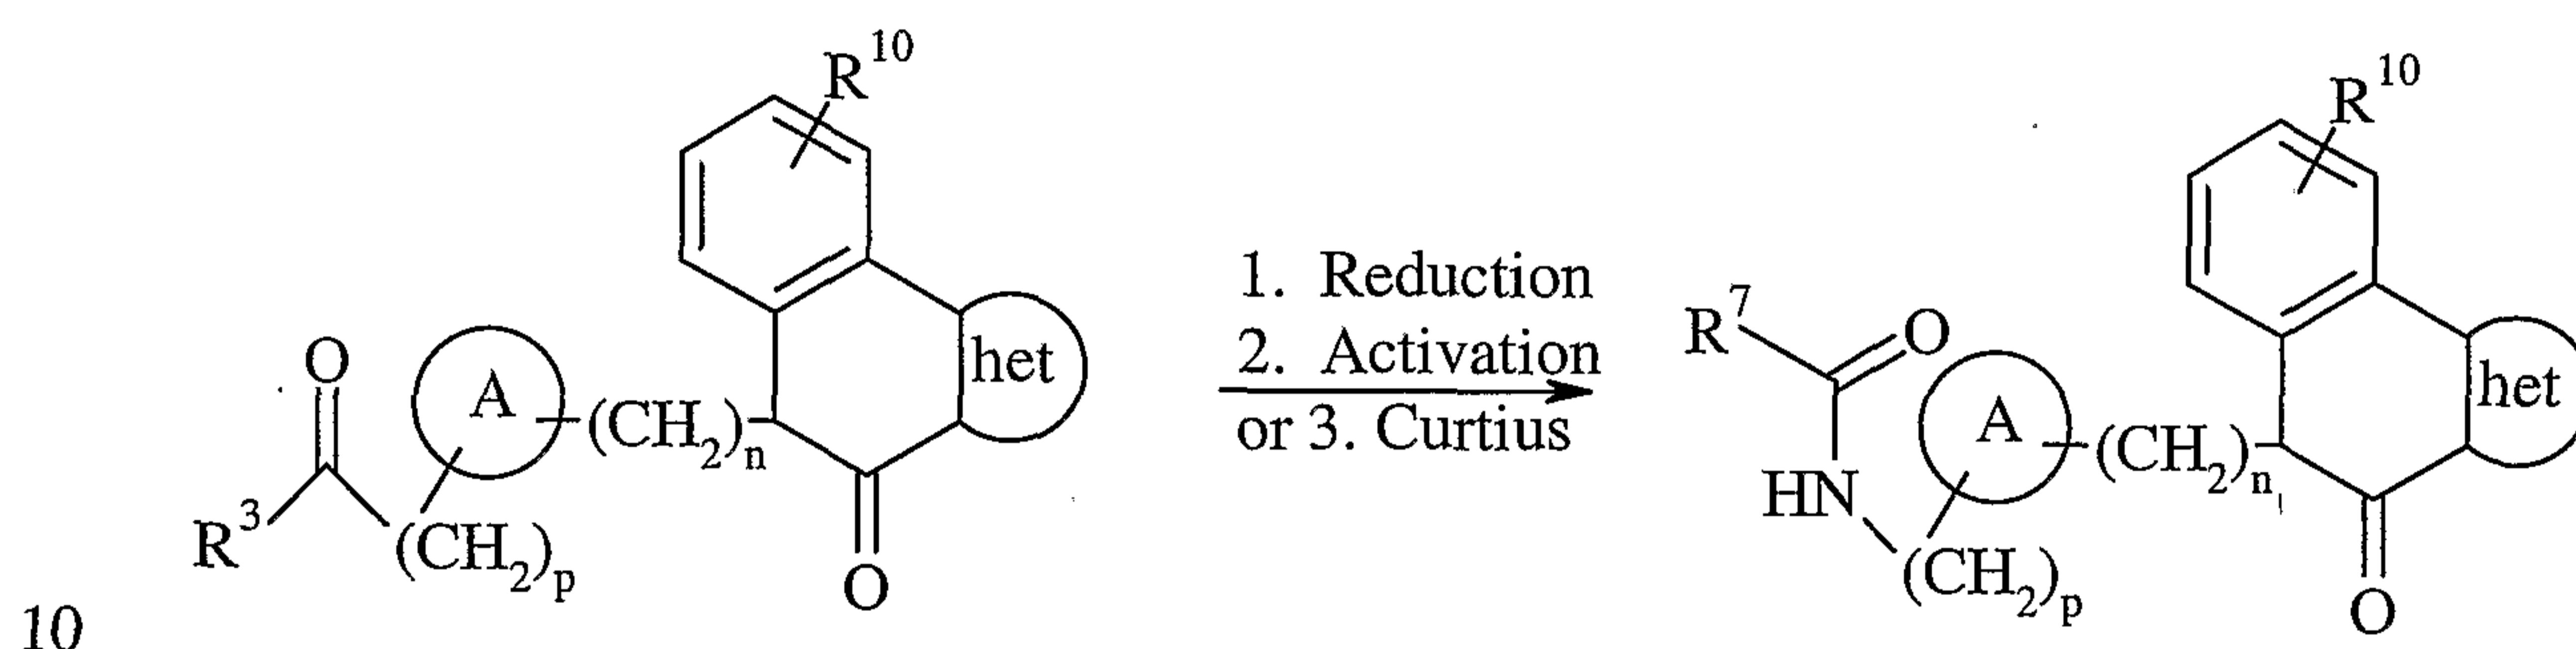 R¹⁰
R¹⁰
1. Reduction
2. Activation
or 3. Curtius
O
A
(CH₂)ₙ
het
R³
(CH₂)ₚ
O
R⁷
O
A
(CH₂)ₙ
het
HN
(CH₂)ₚ
O
10